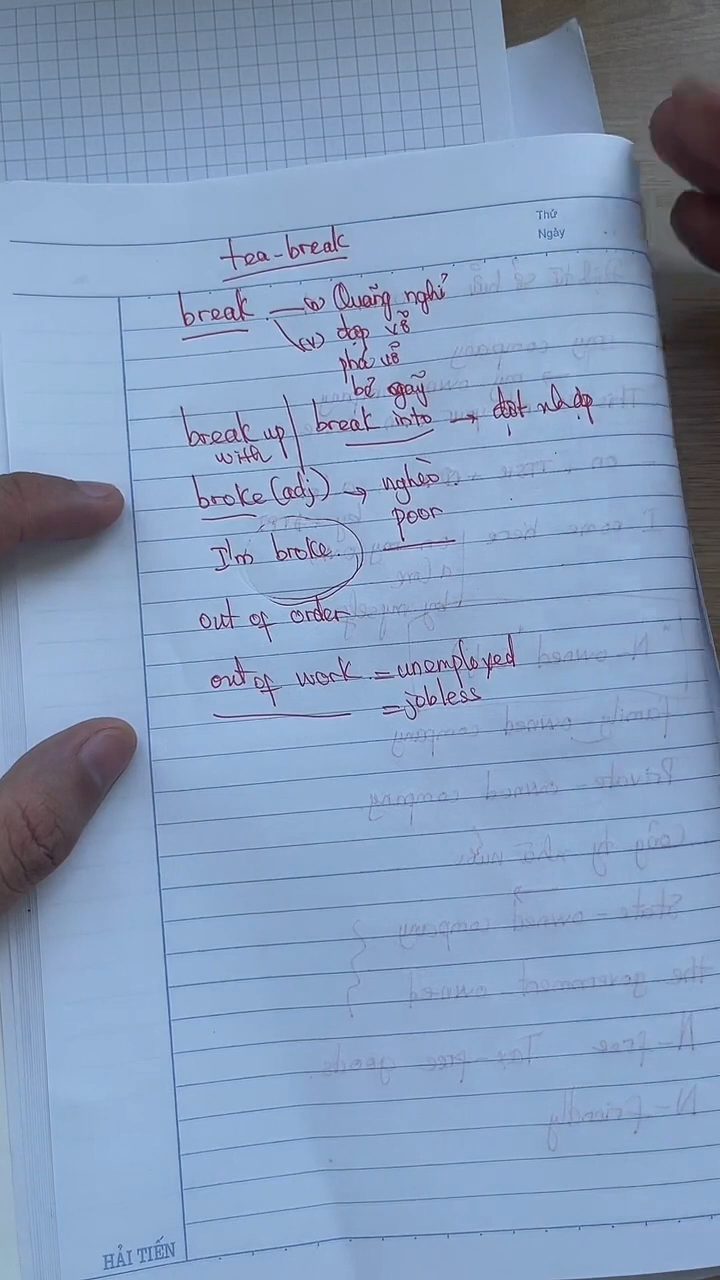 Thứ
Ngày
tea-break
break — (n) Quãng nghỉ
(v) đập vỡ
phá vỡ
bẻ gãy
break up with | break into → đột nhập
broke (adj) → nghèo
poor
I'm broke.
out of order
out of work = unemployed
= jobless
HẢI TIẾN